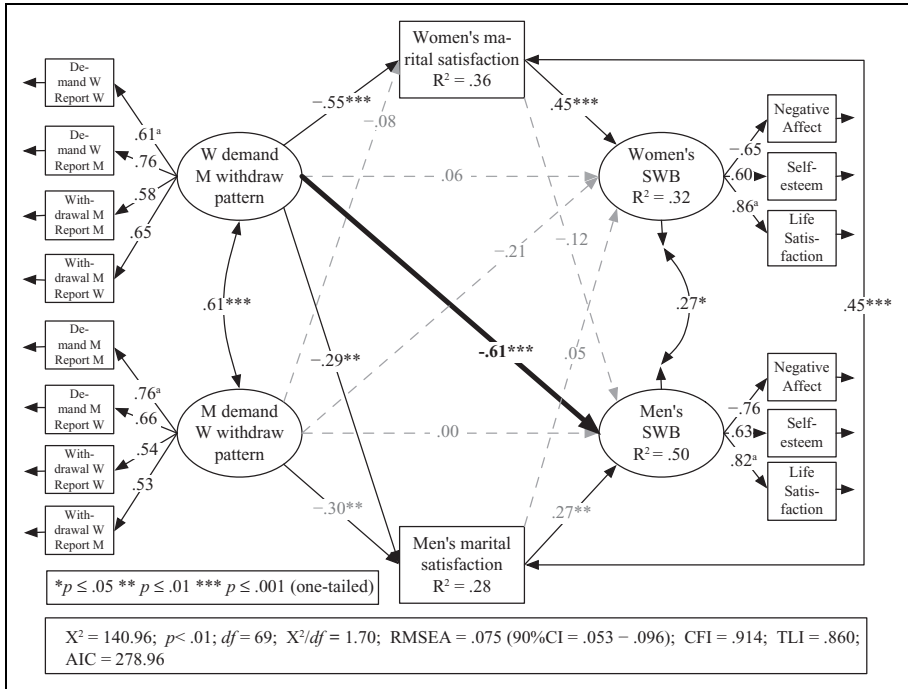 Women's ma-
rital satisfaction
R² = .36
De-
mand W
Report W
De-
mand W
Report M
With-
drawal M
Report M
With-
drawal M
Report W
.61ᵃ
.76
.58
.65
W demand
M withdraw
pattern
−.55***
−.08
.45***
.06
−.21
−.12
Women's
SWB
R² = .32
−.65
.60
.86ᵃ
Negative
Affect
Self-
esteem
Life
Satis-
faction
.61***
−.29**
-.61***
.05
.27*
.45***
De-
mand M
Report M
De-
mand M
Report W
With-
drawal W
Report W
With-
drawal W
Report M
.76ᵃ
.66
.54
.53
M demand
W withdraw
pattern
.00
−.30**
.27**
Men's
SWB
R² = .50
−.76
.63
.82ᵃ
Negative
Affect
Self-
esteem
Life
Satis-
faction
Men's marital
satisfaction
R² = .28
*p ≤ .05 ** p ≤ .01 *** p ≤ .001 (one-tailed)
X² = 140.96; p< .01; df = 69; X²/df = 1.70; RMSEA = .075 (90%CI = .053 − .096); CFI = .914; TLI = .860;
AIC = 278.96